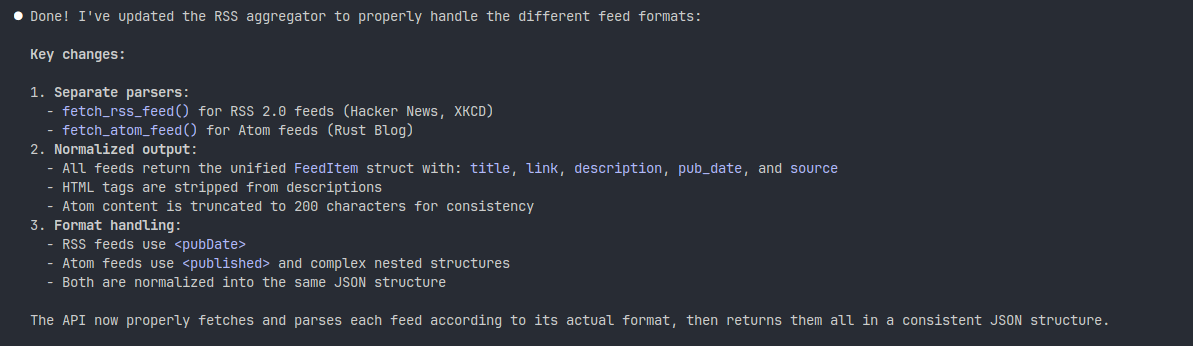 ● Done! I've updated the RSS aggregator to properly handle the different feed formats:
Key changes:
1. Separate parsers:
- fetch_rss_feed() for RSS 2.0 feeds (Hacker News, XKCD)
- fetch_atom_feed() for Atom feeds (Rust Blog)
2. Normalized output:
- All feeds return the unified FeedItem struct with: title, link, description, pub_date, and source
- HTML tags are stripped from descriptions
- Atom content is truncated to 200 characters for consistency
3. Format handling:
- RSS feeds use <pubDate>
- Atom feeds use <published> and complex nested structures
- Both are normalized into the same JSON structure
The API now properly fetches and parses each feed according to its actual format, then returns them all in a consistent JSON structure.